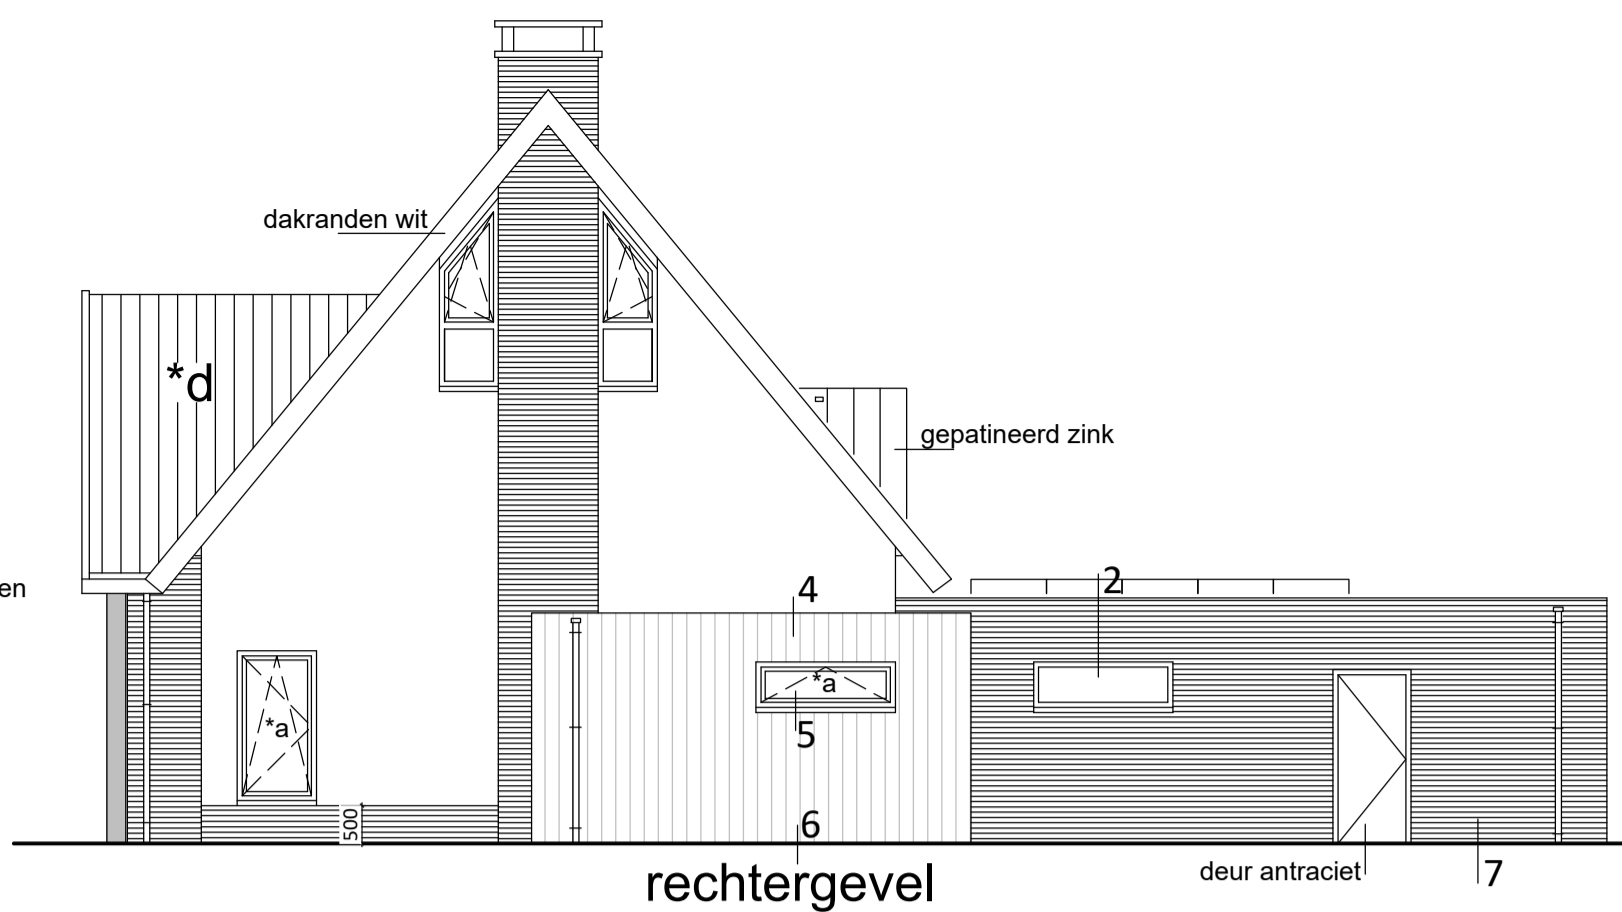 dakranden wit
*d
gepatineerd zink
en
4
2
*a
*a
5
500
6
rechtergevel
deur antraciet
7